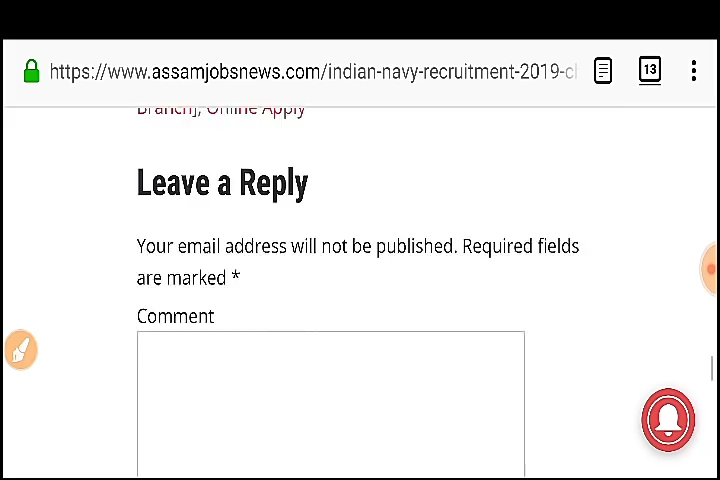 https://www.assamjobsnews.com/indian-navy-recruitment-2019-c
13
Branch], Online Apply
Leave a Reply
Your email address will not be published. Required fields
are marked *
Comment